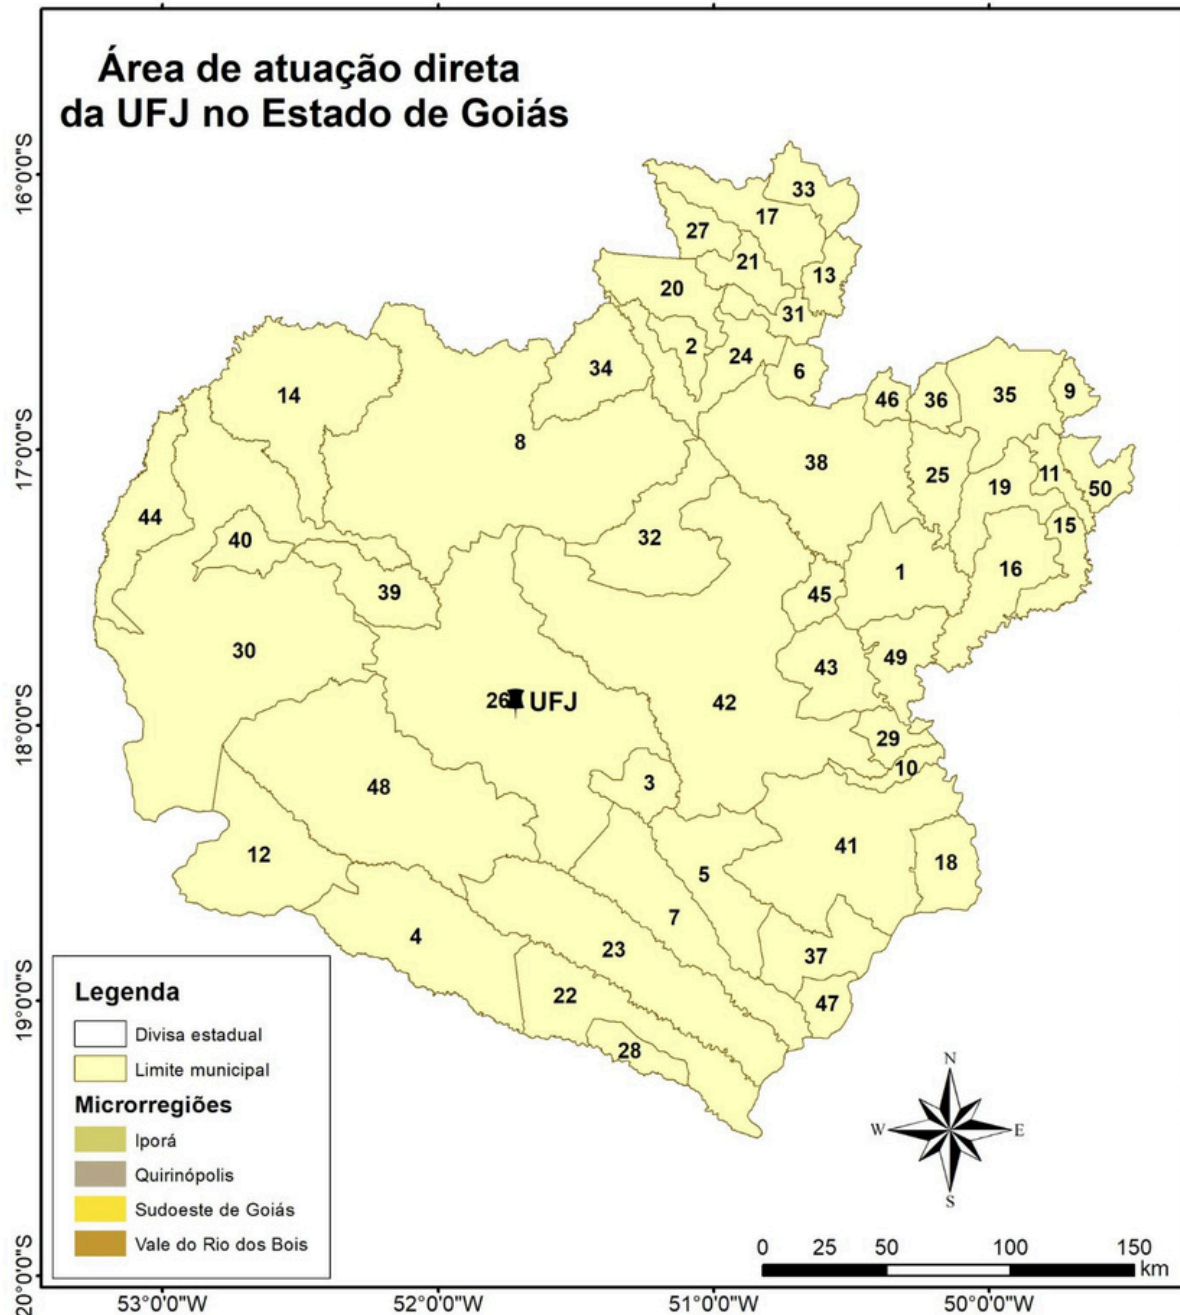 Área de atuação direta
da UFJ no Estado de Goiás
16°0'0"S
17°0'0"S
18°0'0"S
19°0'0"S
20°0'0"S
33
17
27
21
13
20
31
2
24
34
6
14
46
36
35
9
8
38
25
11
19
50
44
40
32
15
1
16
39
45
30
49
43
26
UFJ
42
29
10
3
48
41
12
18
5
7
4
23
37
22
47
28
Legenda
Divisa estadual
Limite municipal
Microrregiões
Iporá
Quirinópolis
Sudoeste de Goiás
Vale do Rio dos Bois
N
W
E
S
0 25 50 100 150
km
53°0'0"W 52°0'0"W 51°0'0"W 50°0'0"W